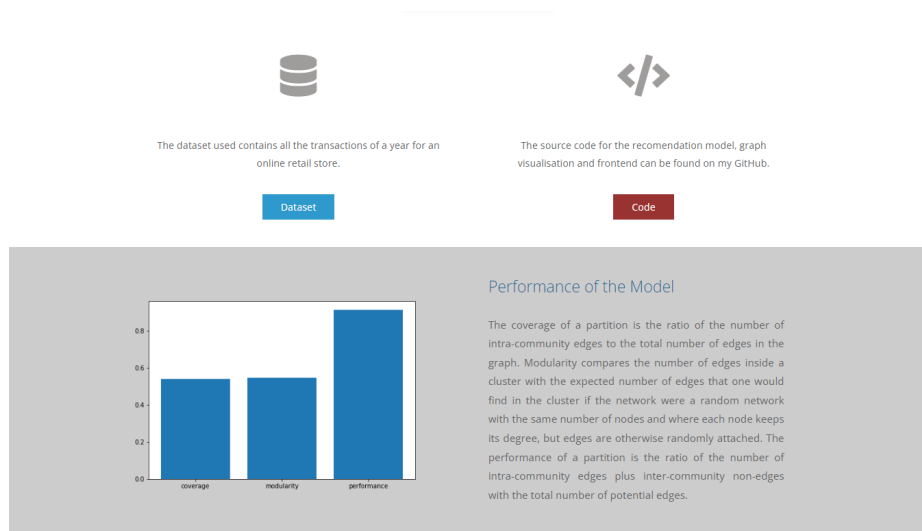 The dataset used contains all the transactions of a year for an
online retail store.
Dataset
The source code for the recomendation model, graph
visualisation and frontend can be found on my GitHub.
Code
0.8
0.6
0.4
0.2
0.0
coverage
modularity
performance
Performance of the Model
The coverage of a partition is the ratio of the number of
intra-community edges to the total number of edges in the
graph. Modularity compares the number of edges inside a
cluster with the expected number of edges that one would
find in the cluster if the network were a random network
with the same number of nodes and where each node keeps
its degree, but edges are otherwise randomly attached. The
performance of a partition is the ratio of the number of
intra-community edges plus inter-community non-edges
with the total number of potential edges.